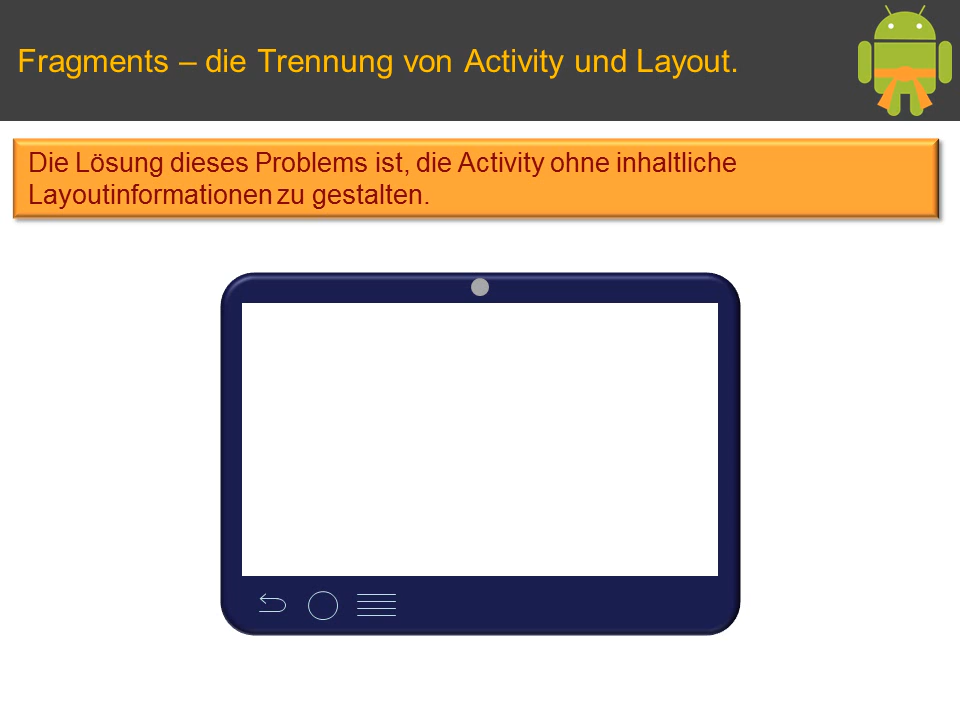 Fragments – die Trennung von Activity und Layout.
Die Lösung dieses Problems ist, die Activity ohne inhaltliche
Layoutinformationen zu gestalten.